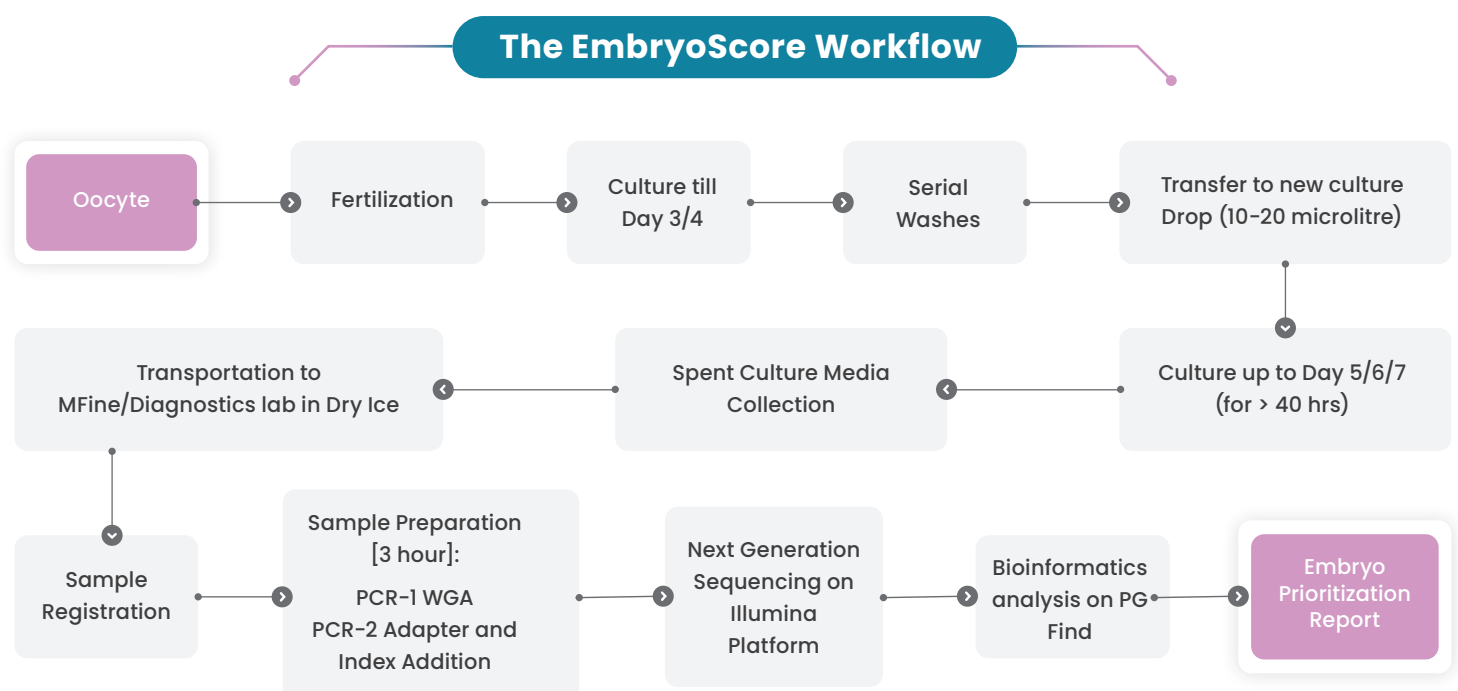 The EmbryoScore Workflow
Oocyte
Fertilization
Culture till
Day 3/4
Serial
Washes
Transfer to new culture
Drop (10-20 microlitre)
Culture up to Day 5/6/7
(for > 40 hrs)
Spent Culture Media
Collection
Transportation to
MFine/Diagnostics lab in Dry Ice
Sample
Registration
Sample Preparation
[3 hour]:
PCR-1 WGA
PCR-2 Adapter and
Index Addition
Next Generation
Sequencing on
Illumina
Platform
Bioinformatics
analysis on PG
Find
Embryo
Prioritization
Report